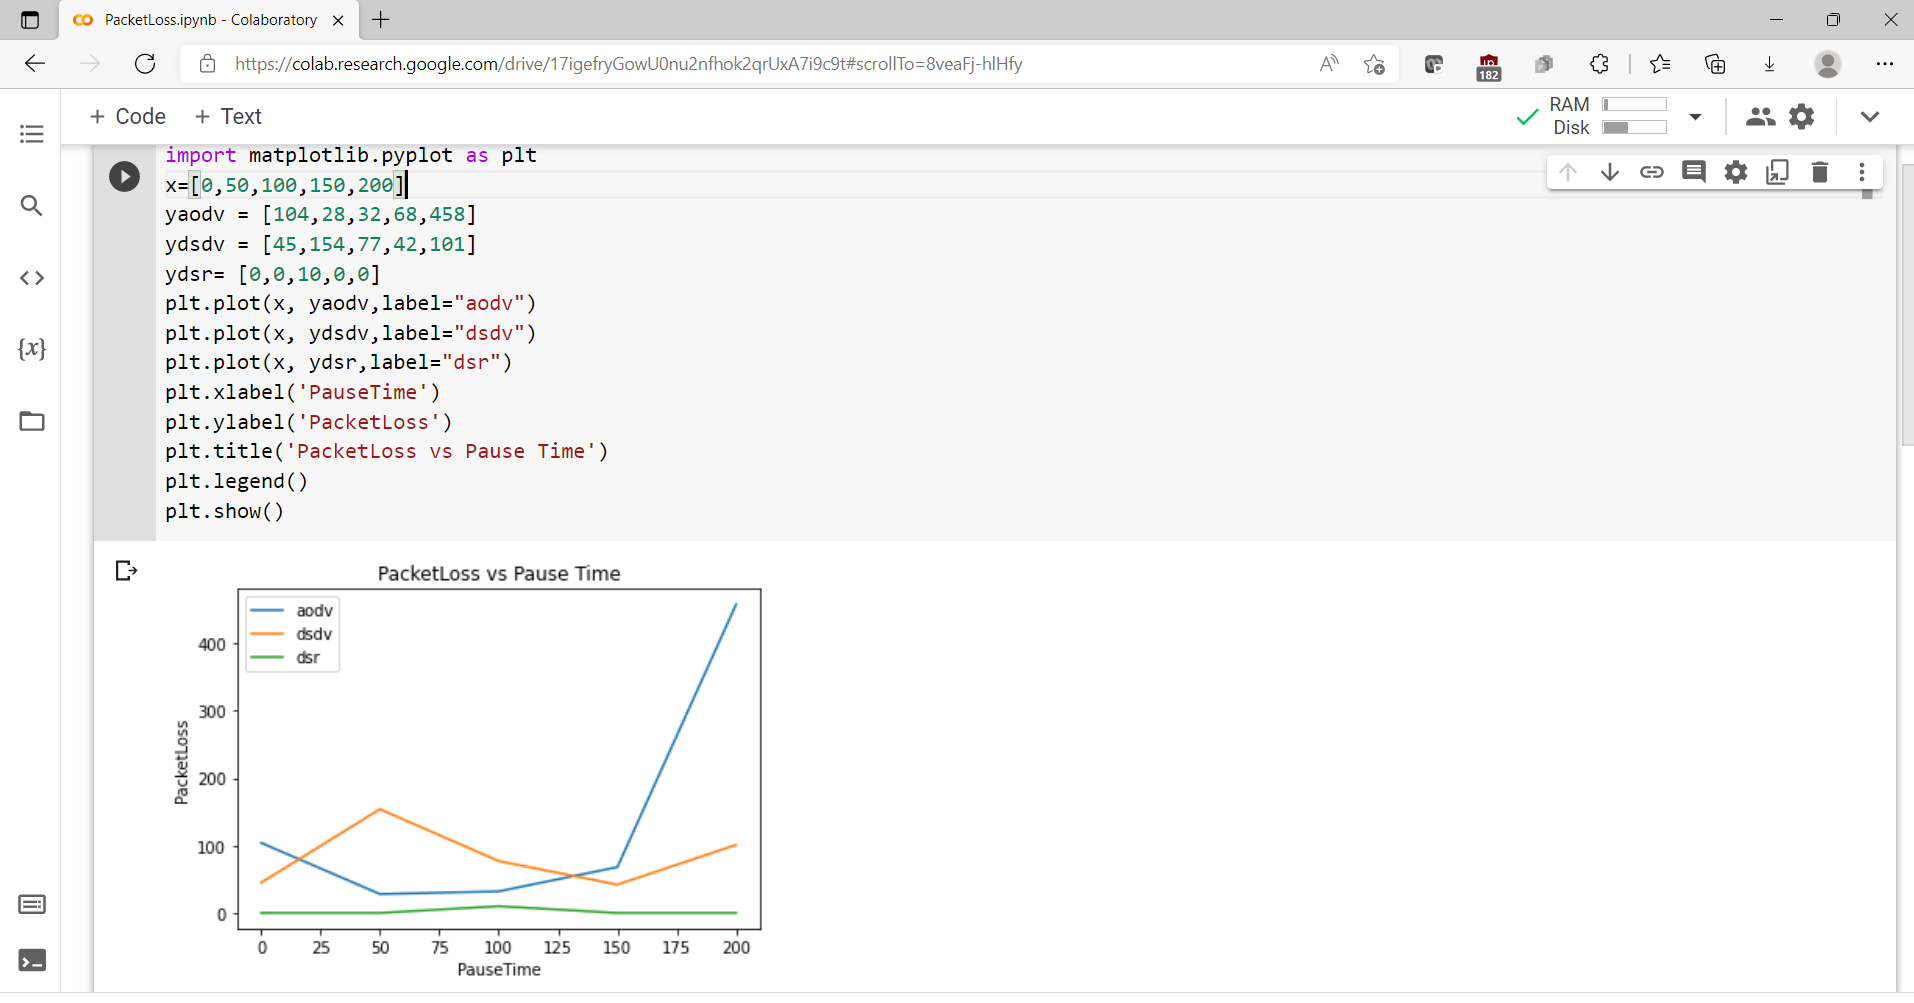 PacketLoss.ipynb - Colaboratory
https://colab.research.google.com/drive/17igefryGowU0nu2nfhok2qrUxA7i9c9t#scrollTo=8veaFj-hlHfy
182
+ Code + Text
RAM
Disk
import matplotlib.pyplot as plt
x=[0,50,100,150,200]
yaodv = [104,28,32,68,458]
ydsdv = [45,154,77,42,101]
ydsr= [0,0,10,0,0]
plt.plot(x, yaodv,label="aodv")
plt.plot(x, ydsdv,label="dsdv")
plt.plot(x, ydsr,label="dsr")
plt.xlabel('PauseTime')
plt.ylabel('PacketLoss')
plt.title('PacketLoss vs Pause Time')
plt.legend()
plt.show()
PacketLoss vs Pause Time
aodv
dsdv
dsr
400
300
200
100
0
PacketLoss
0 25 50 75 100 125 150 175 200
PauseTime